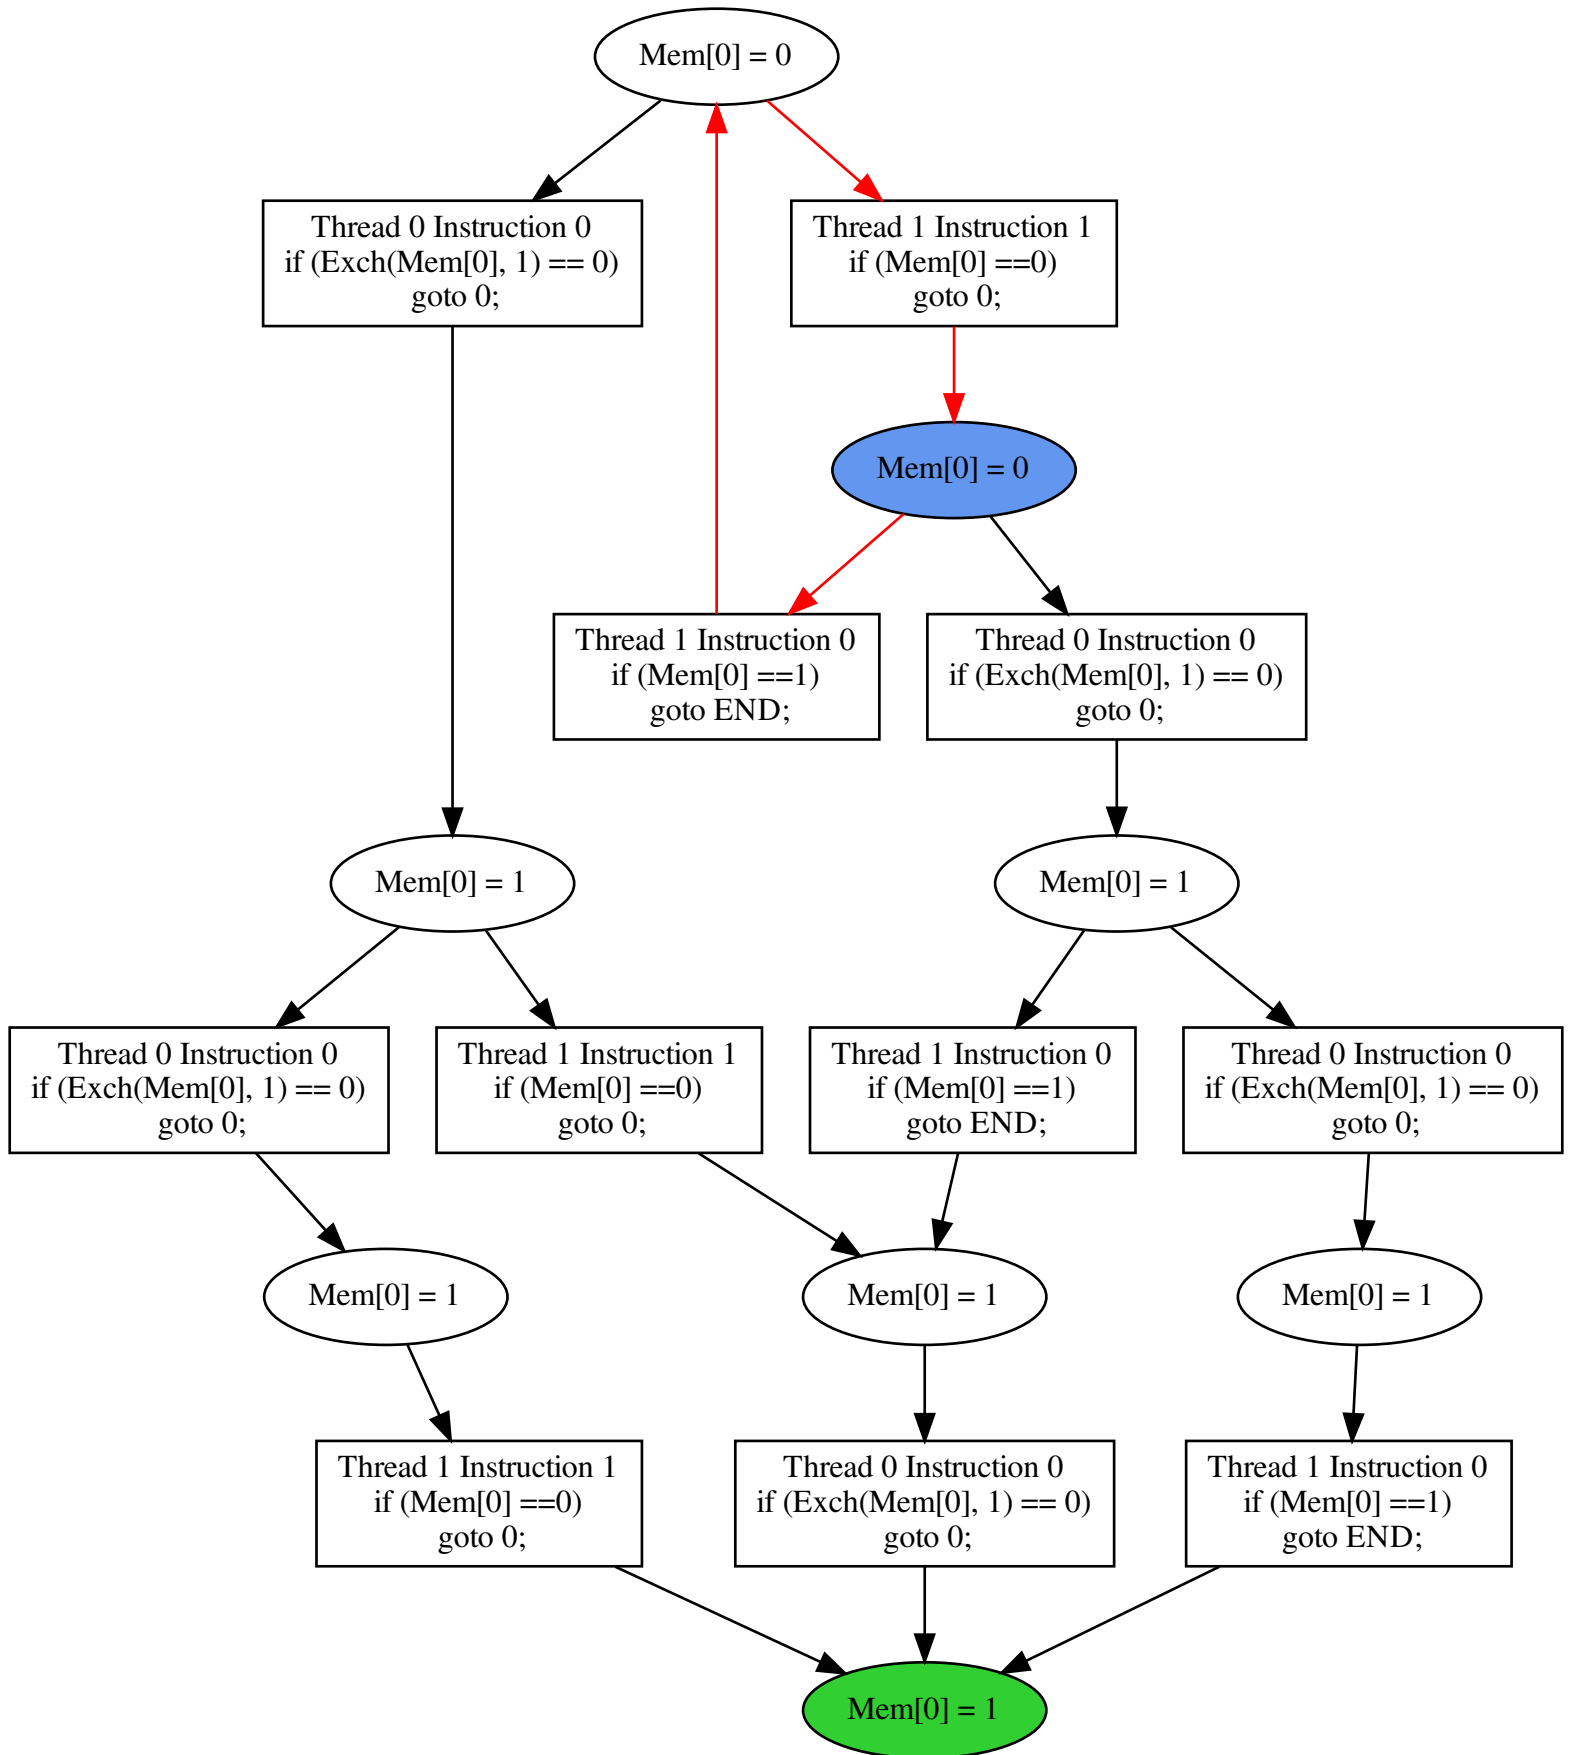 Mem[0] = 0
Thread 0 Instruction 0
if (Exch(Mem[0], 1) == 0)
goto 0;
Thread 1 Instruction 1
if (Mem[0] ==0)
goto 0;
Mem[0] = 0
Thread 1 Instruction 0
if (Mem[0] ==1)
goto END;
Thread 0 Instruction 0
if (Exch(Mem[0], 1) == 0)
goto 0;
Mem[0] = 1
Mem[0] = 1
Thread 0 Instruction 0
if (Exch(Mem[0], 1) == 0)
goto 0;
Thread 1 Instruction 1
if (Mem[0] ==0)
goto 0;
Thread 1 Instruction 0
if (Mem[0] ==1)
goto END;
Thread 0 Instruction 0
if (Exch(Mem[0], 1) == 0)
goto 0;
Mem[0] = 1
Mem[0] = 1
Mem[0] = 1
Thread 1 Instruction 1
if (Mem[0] ==0)
goto 0;
Thread 0 Instruction 0
if (Exch(Mem[0], 1) == 0)
goto 0;
Thread 1 Instruction 0
if (Mem[0] ==1)
goto END;
Mem[0] = 1